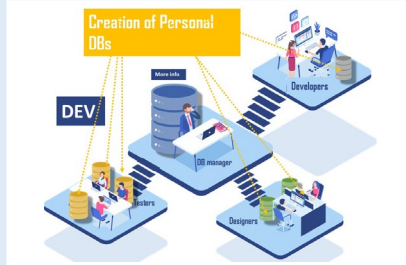 Creation of Personal
DBs
More info
Developers
DEV
DB manager
Testers
Designers